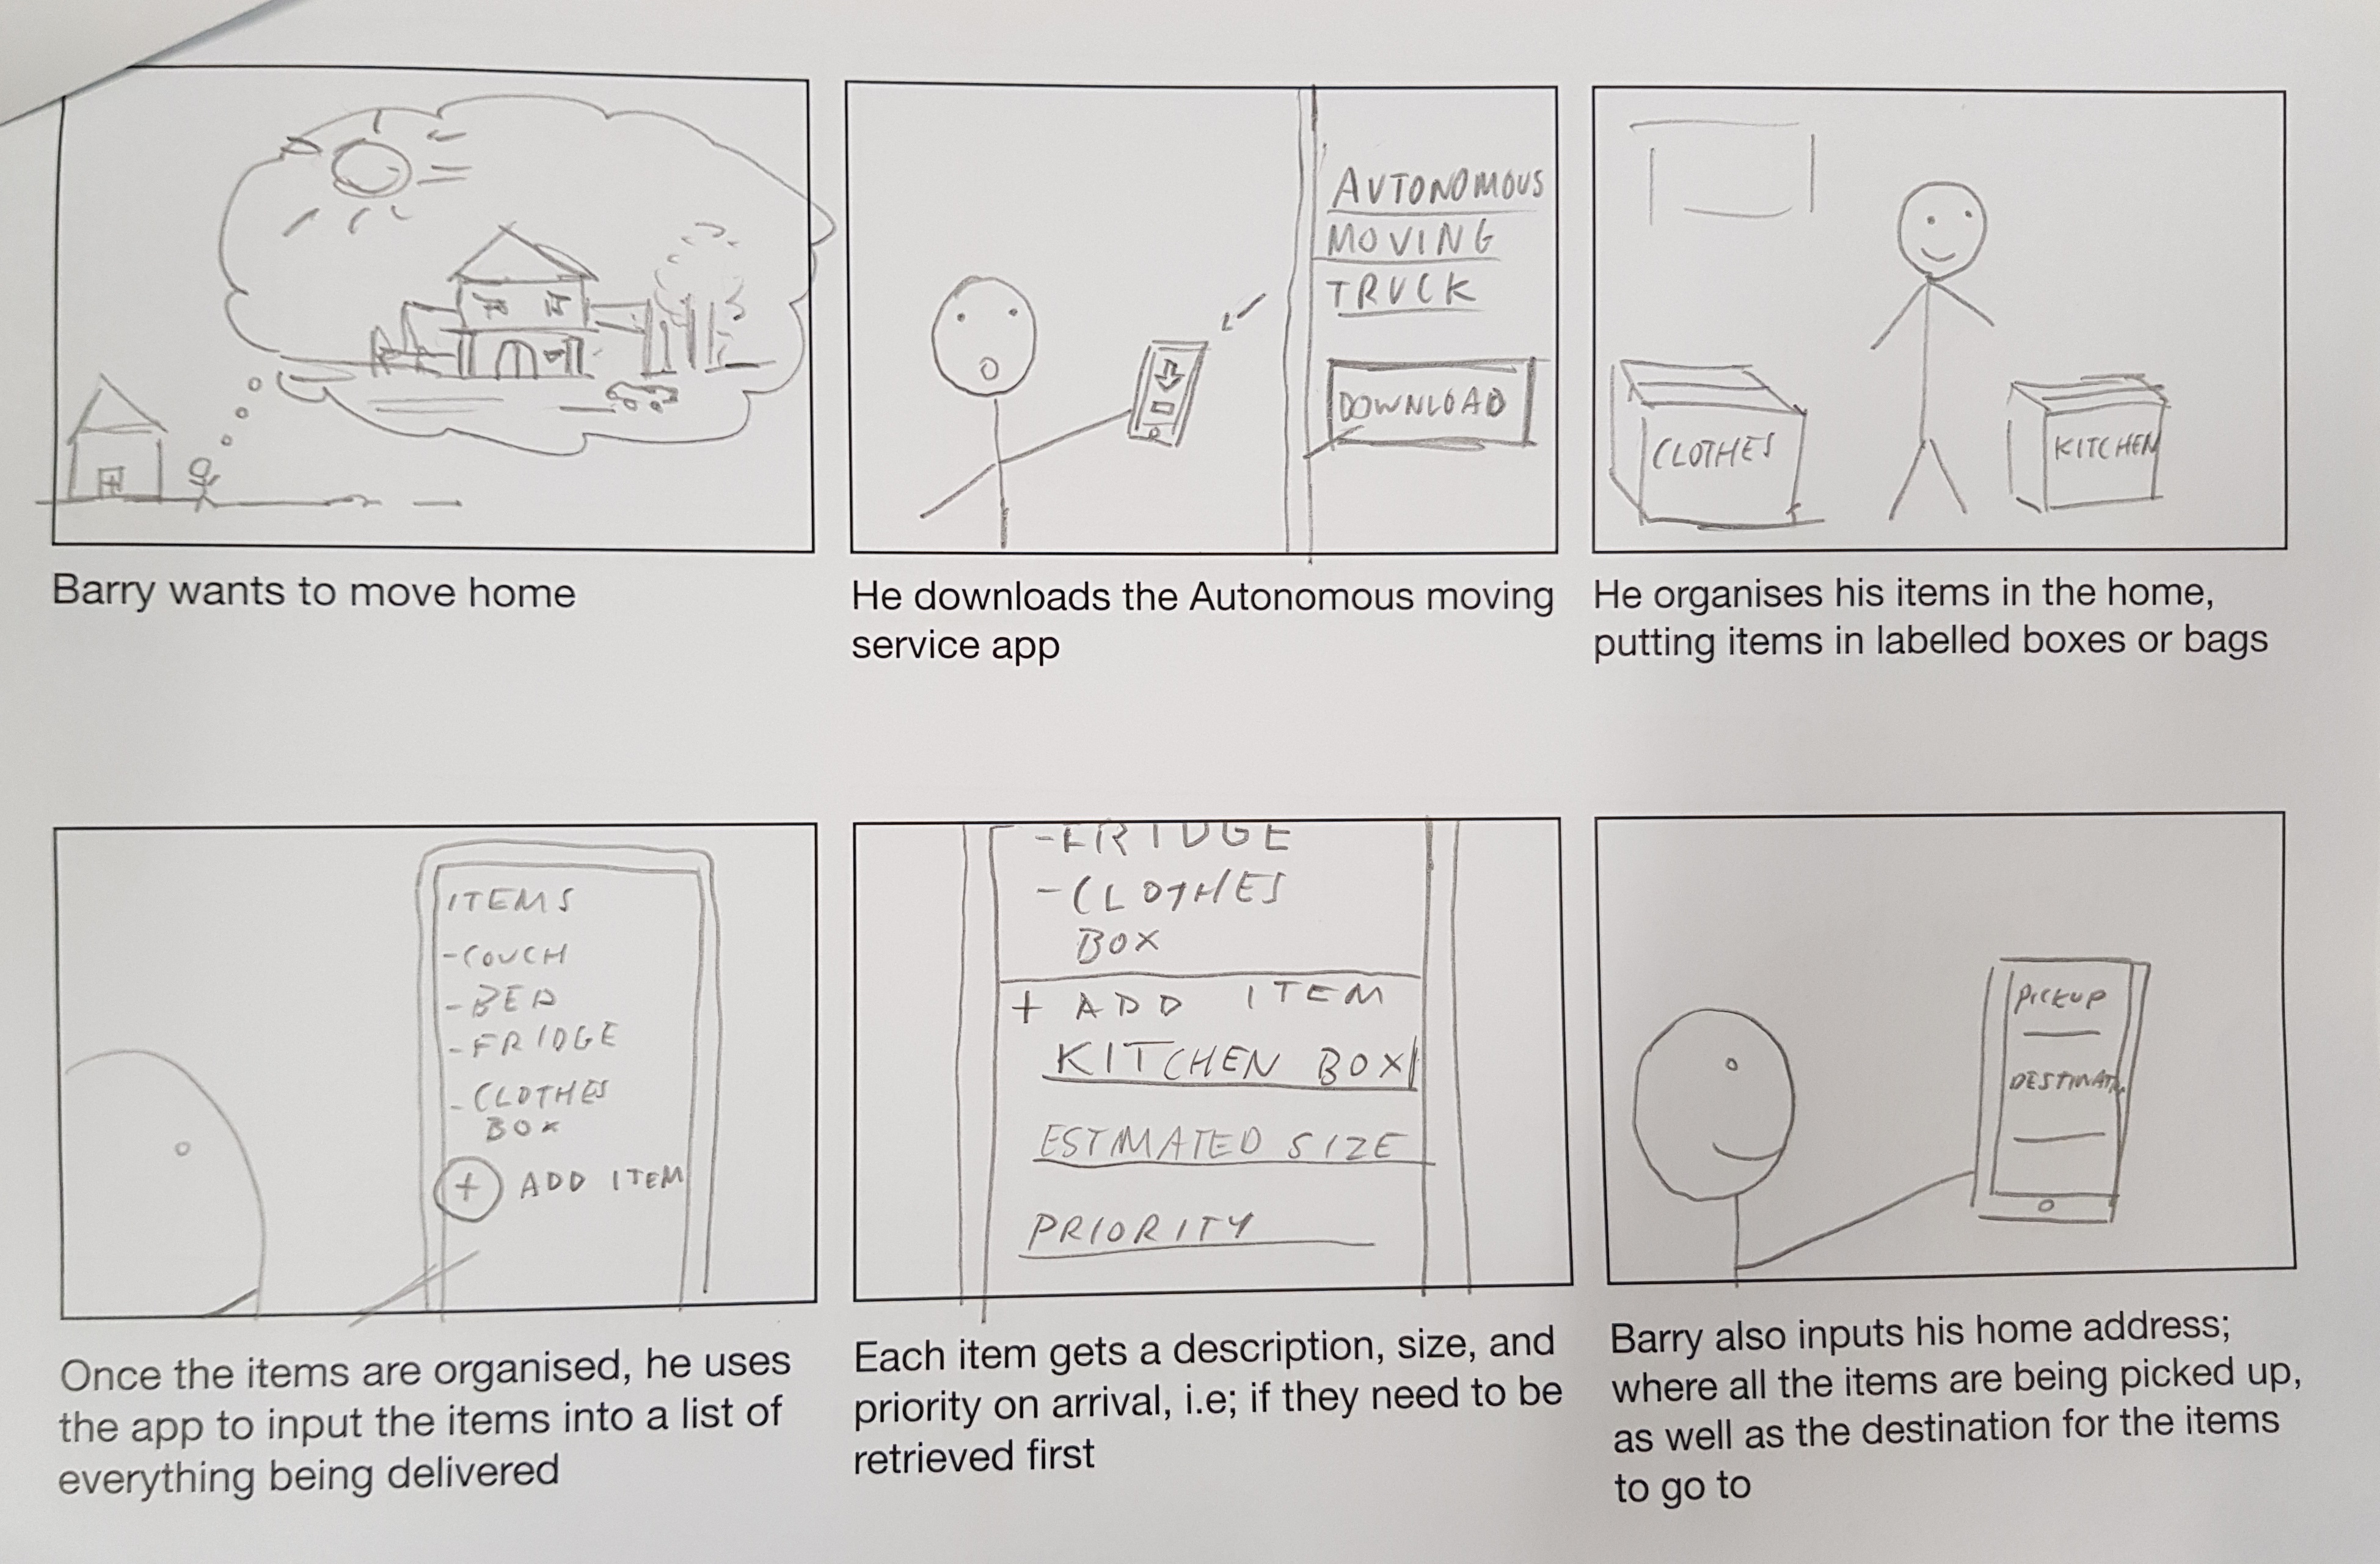 AUTONOMOUS
MOVING
TRUCK
DOWNLOAD
CLOTHES
KITCHEN
Barry wants to move home
He downloads the Autonomous moving
service app
He organises his items in the home,
putting items in labelled boxes or bags
ITEMS
-COUCH
-BED
-FRIDGE
-CLOTHES
BOX
+ ADD ITEM
-FRIDGE
-CLOTHES
BOX
+ ADD ITEM
KITCHEN BOX
ESTIMATED SIZE
PRIORITY
PICKUP
DESTINAT
Once the items are organised, he uses
the app to input the items into a list of
everything being delivered
Each item gets a description, size, and
priority on arrival, i.e; if they need to be
retrieved first
Barry also inputs his home address;
where all the items are being picked up,
as well as the destination for the items
to go to